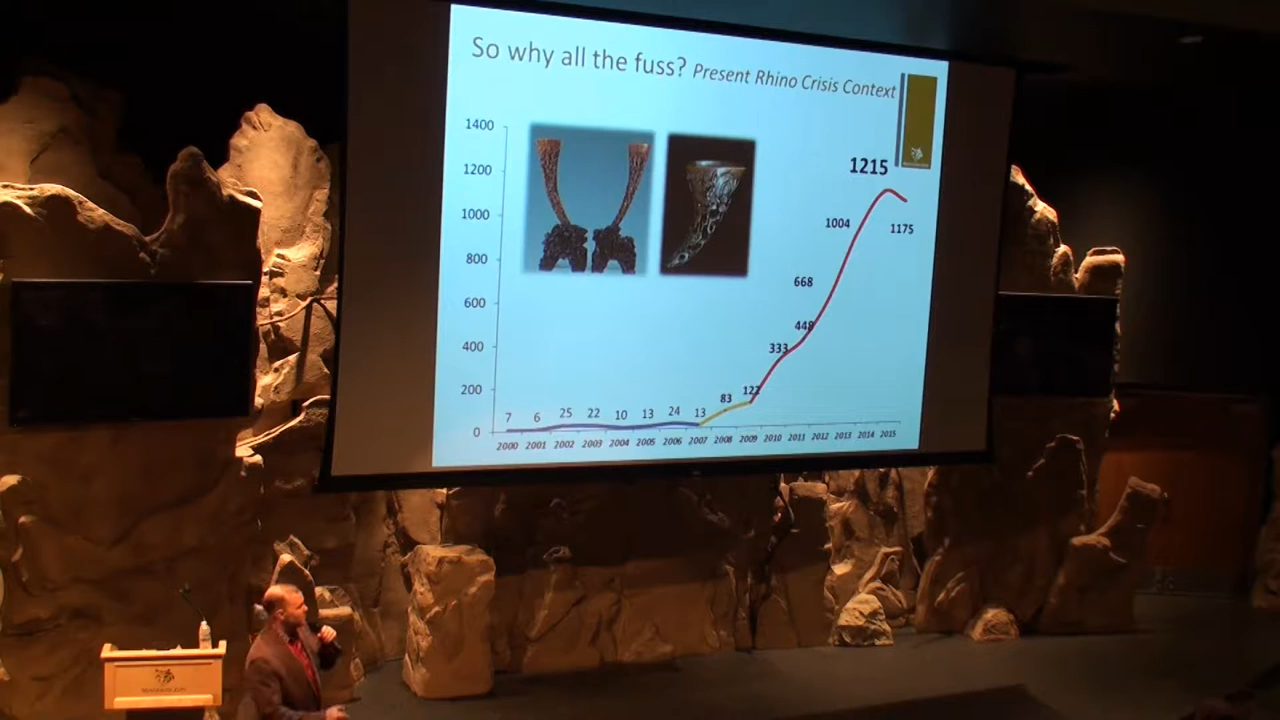 So why all the fuss? Present Rhino Crisis Context
1400
1200
1000
800
600
400
200
0
7 6 25 22 10 13 24 13 83 122 333 448 668 1004 1215 1175
2000 2001 2002 2003 2004 2005 2006 2007 2008 2009 2010 2011 2012 2013 2014 2015